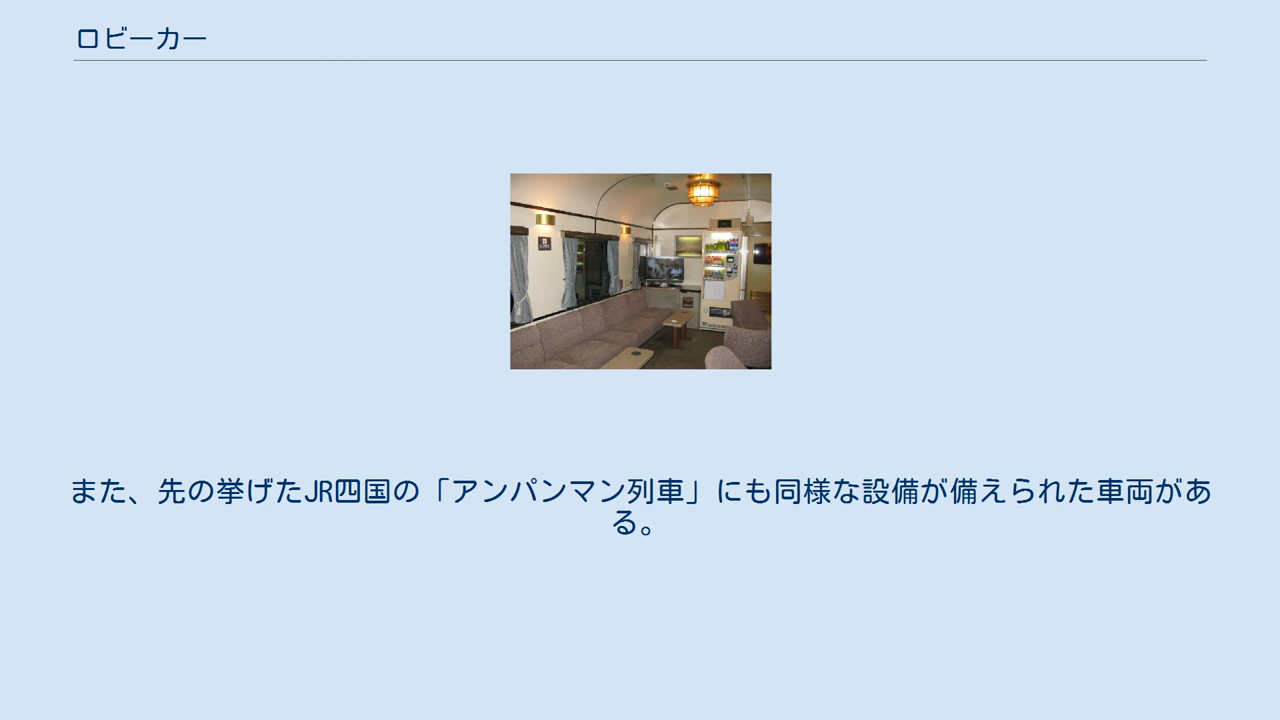 ロビーカー
また、先の挙げたJR四国の「アンパンマン列車」にも同様な設備が備えられた車両があ
る。